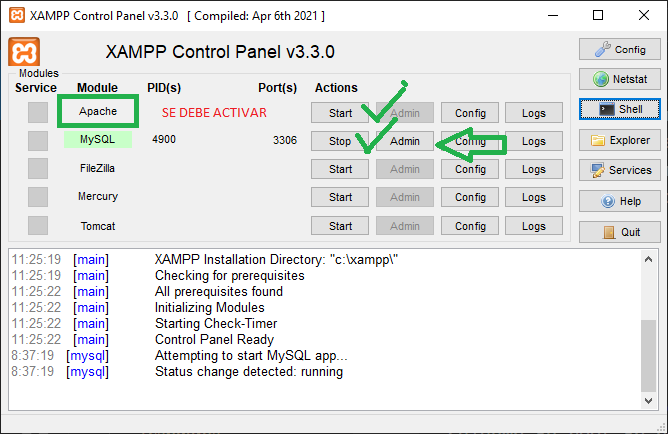 XAMPP Control Panel v3.3.0 [ Compiled: Apr 6th 2021 ]
XAMPP Control Panel v3.3.0
Config
Modules
Service Module PID(s) Port(s) Actions
Netstat
Apache SE DEBE ACTIVAR Start Admin Config Logs
Shell
MySQL 4900 3306 Stop Admin Config Logs
Explorer
FileZilla Start Admin Config Logs
Services
Mercury Start Admin Config Logs
Help
Tomcat Start Admin Config Logs
Quit
11:25:19 [main] XAMPP Installation Directory: "c:\xampp\"
11:25:19 [main] Checking for prerequisites
11:25:22 [main] All prerequisites found
11:25:22 [main] Initializing Modules
11:25:22 [main] Starting Check-Timer
11:25:22 [main] Control Panel Ready
8:37:19 [mysql] Attempting to start MySQL app...
8:37:19 [mysql] Status change detected: running